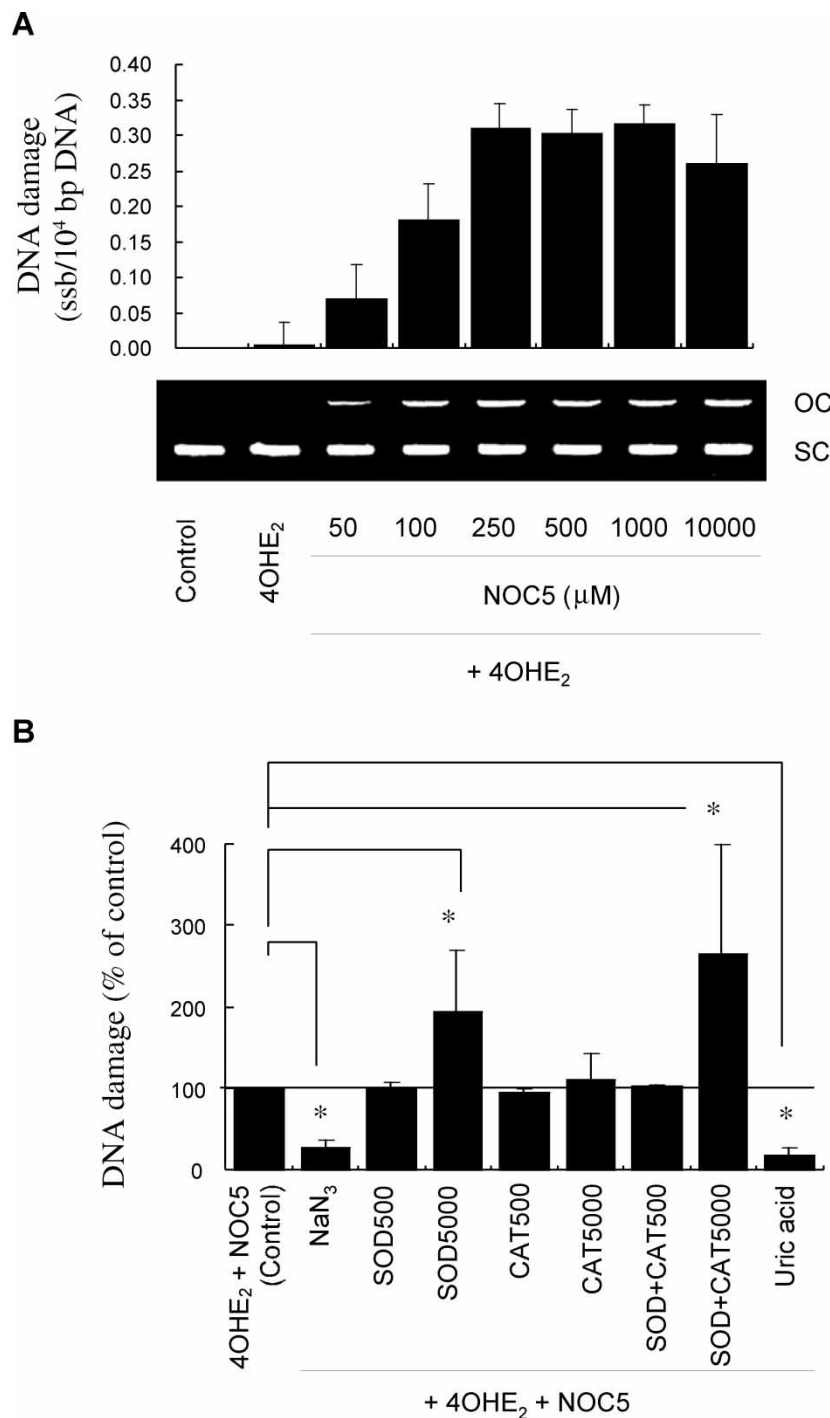 A
DNA damage
(ssb/10⁴ bp DNA)
0.40
0.35
0.30
0.25
0.20
0.15
0.10
0.05
0.00
OC
SC
Control
4OHE₂
50 100 250 500 1000 10000
NOC5 (μM)
+ 4OHE₂
B
DNA damage (% of control)
400
300
200
100
0
*
*
*
*
4OHE₂ + NOC5
(Control)
NaN₃
SOD500
SOD5000
CAT500
CAT5000
SOD+CAT500
SOD+CAT5000
Uric acid
+ 4OHE₂ + NOC5